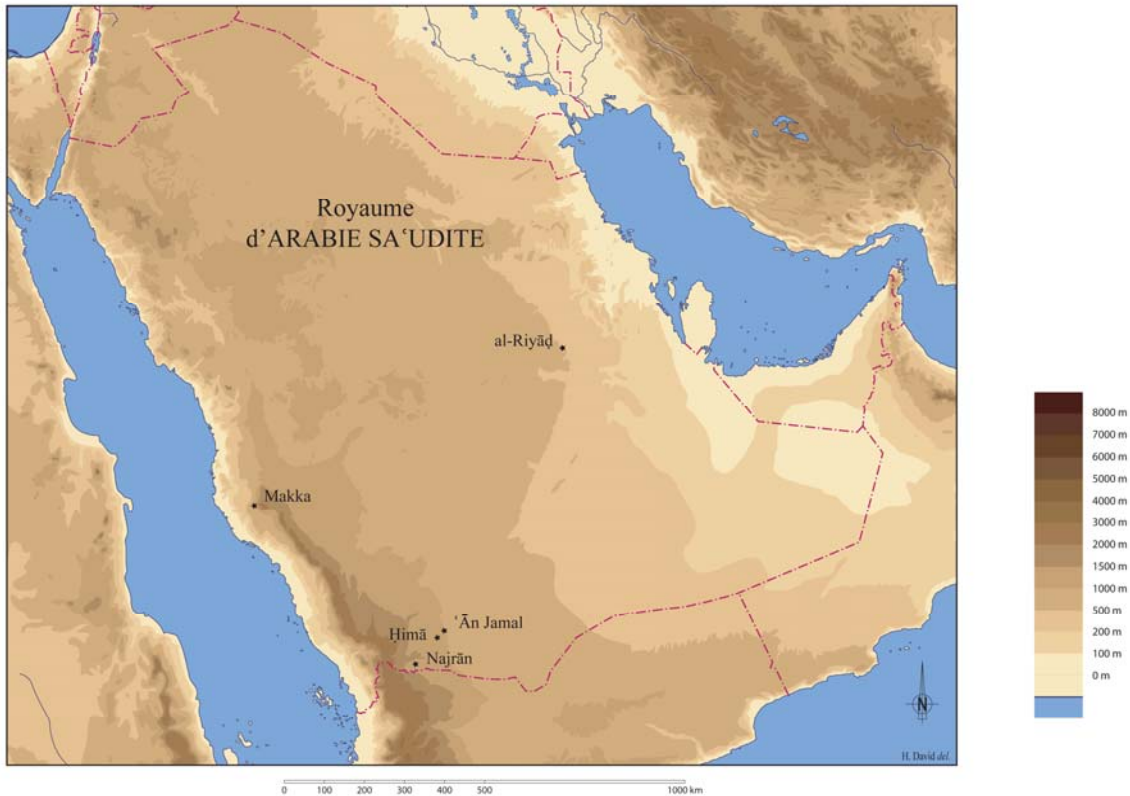 Royaume
d'ARABIE SAʿUDITE
al-Riyāḍ
Makka
ʿĀn Jamal
Ḥimā
Najrān
N
H. David del.
8000 m
7000 m
6000 m
5000 m
4000 m
3000 m
2000 m
1500 m
1000 m
500 m
200 m
100 m
0 m
0 100 200 300 400 500 1000 km